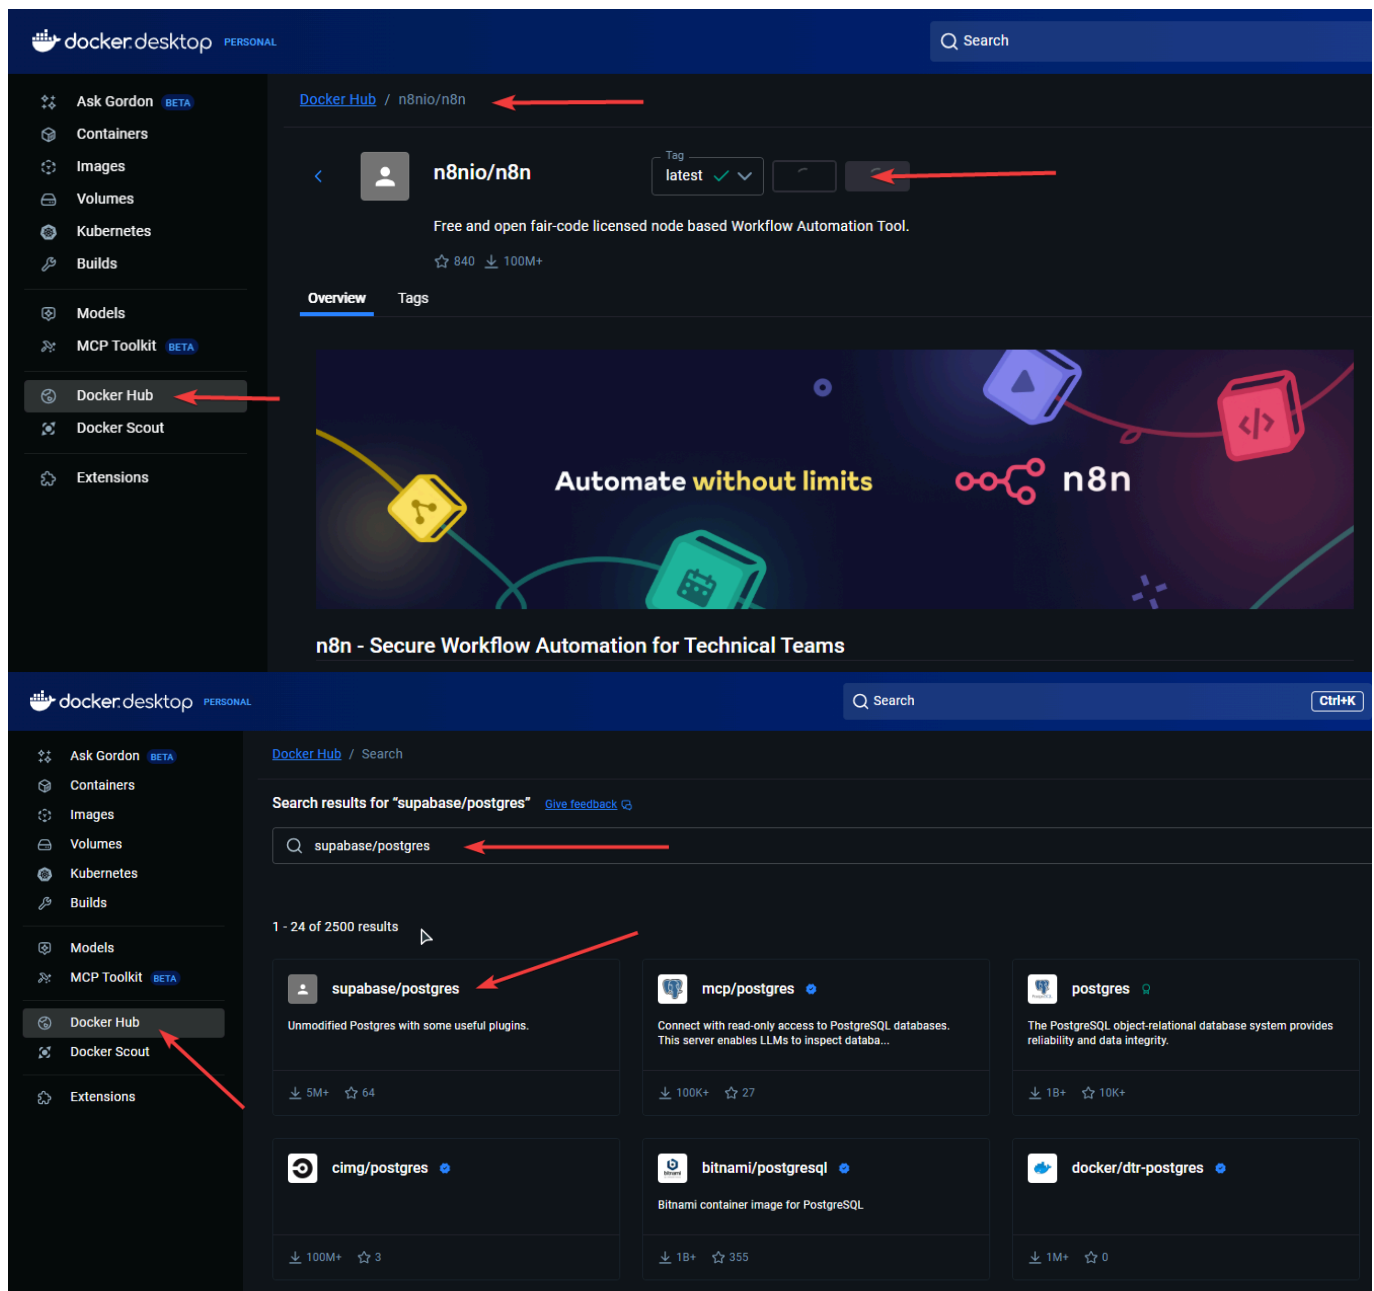 docker.desktop PERSONAL
Search
Ask Gordon BETA
Containers
Images
Volumes
Kubernetes
Builds
Models
MCP Toolkit BETA
Docker Hub
Docker Scout
Extensions
Docker Hub / n8nio/n8n
n8nio/n8n
Tag
latest
Free and open fair-code licensed node based Workflow Automation Tool.
840 100M+
Overview Tags
Automate without limits n8n
n8n - Secure Workflow Automation for Technical Teams
docker.desktop PERSONAL
Search Ctrl+K
Ask Gordon BETA
Containers
Images
Volumes
Kubernetes
Builds
Models
MCP Toolkit BETA
Docker Hub
Docker Scout
Extensions
Docker Hub / Search
Search results for “supabase/postgres” Give feedback
supabase/postgres
1 - 24 of 2500 results
supabase/postgres
Unmodified Postgres with some useful plugins.
5M+ 64
mcp/postgres
Connect with read-only access to PostgreSQL databases.
This server enables LLMs to inspect databa...
100K+ 27
postgres
The PostgreSQL object-relational database system provides
reliability and data integrity.
1B+ 10K+
cimg/postgres
100M+ 3
bitnami/postgresql
Bitnami container image for PostgreSQL
1B+ 355
docker/dtr-postgres
1M+ 0